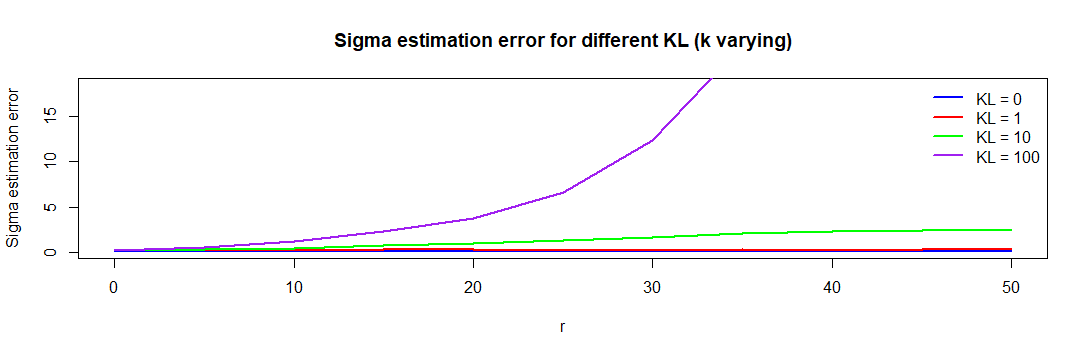 Sigma estimation error for different KL (k varying)
Sigma estimation error
15
10
5
0
KL = 0
KL = 1
KL = 10
KL = 100
0 10 20 30 40 50
r